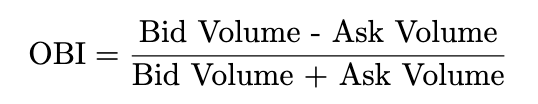 OBI = 
Bid Volume - Ask Volume
Bid Volume + Ask Volume